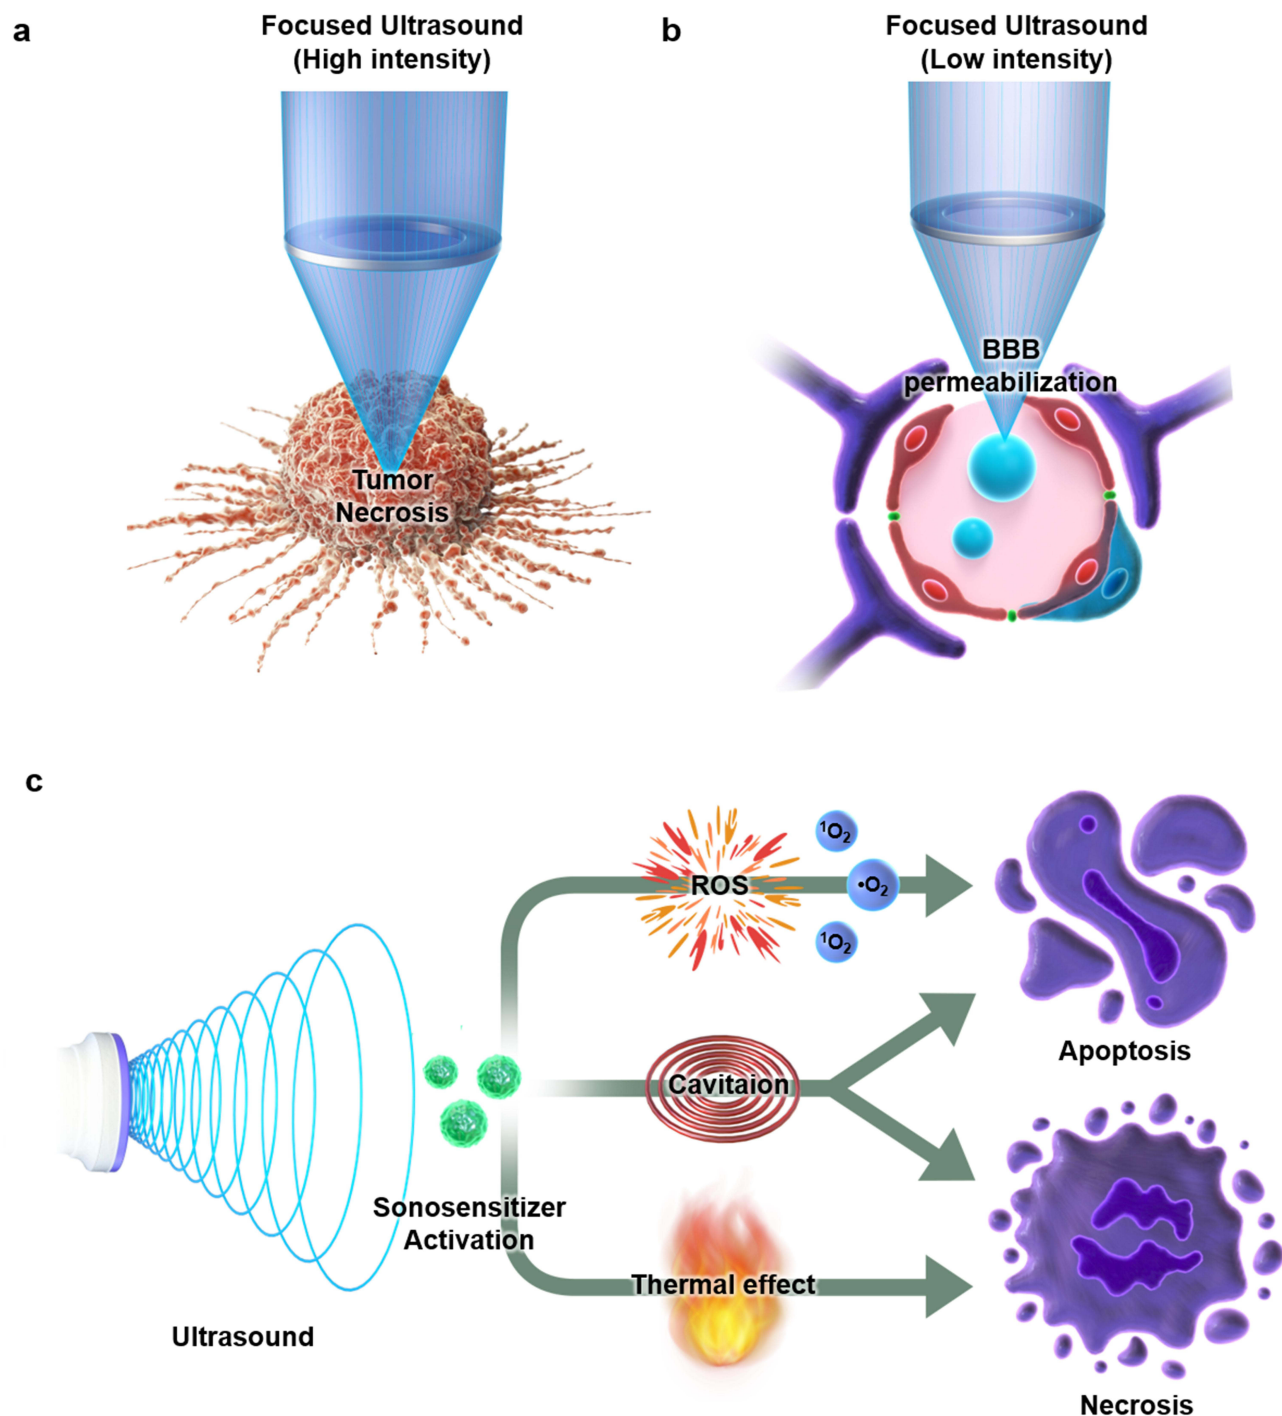 a
Focused Ultrasound
(High intensity)
Tumor
Necrosis
b
Focused Ultrasound
(Low intensity)
BBB
permeabilization
c
Ultrasound
Sonosensitizer
Activation
ROS
¹O₂
•O₂
¹O₂
Cavitaion
Thermal effect
Apoptosis
Necrosis